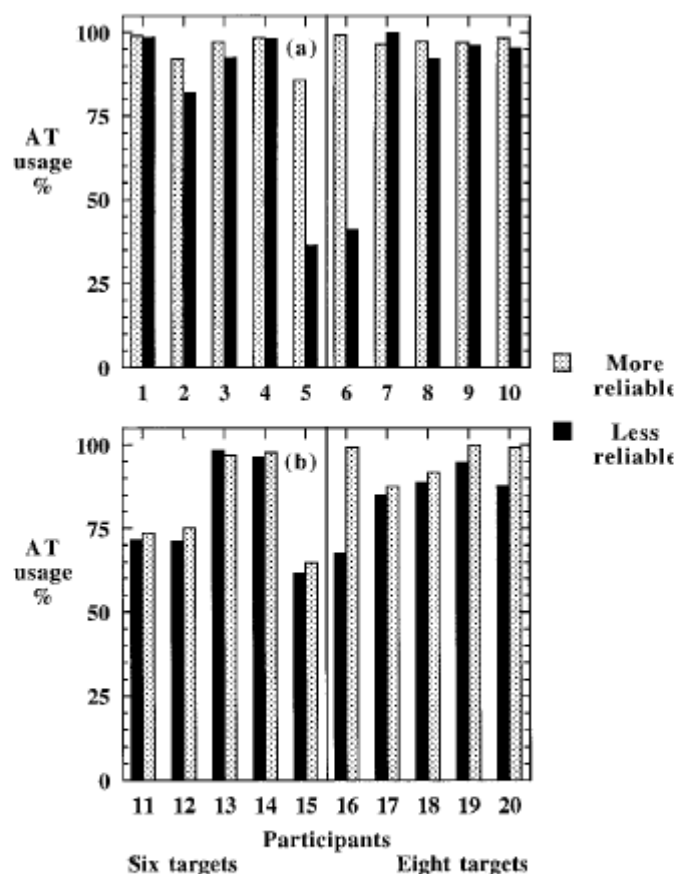 100
75
50
25
0
AT
usage
%
(a)
1 2 3 4 5 6 7 8 9 10
More
reliable
Less
reliable
100
75
50
25
0
AT
usage
%
(b)
11 12 13 14 15 16 17 18 19 20
Participants
Six targets Eight targets